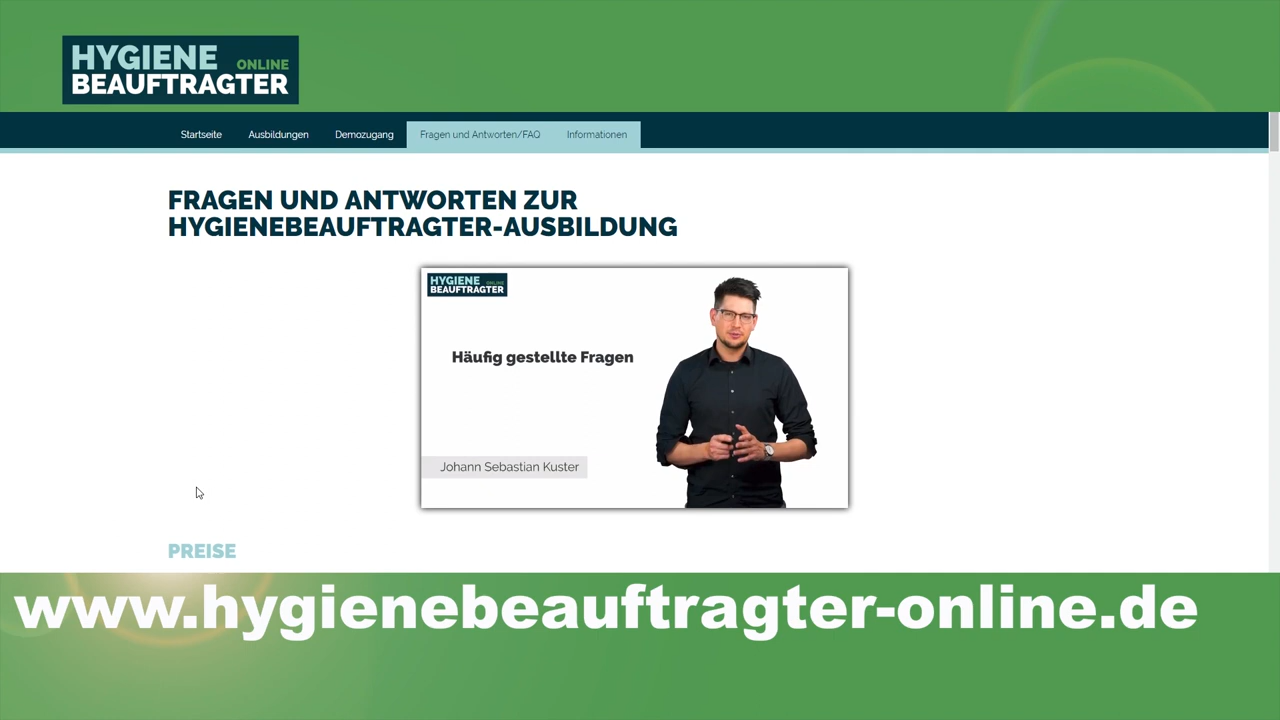 HYGIENE
ONLINE
BEAUFTRAGTER
Startseite Ausbildungen Demozugang Fragen und Antworten/FAQ Informationen
FRAGEN UND ANTWORTEN ZUR
HYGIENEBEAUFTRAGTER-AUSBILDUNG
HYGIENE
ONLINE
BEAUFTRAGTER
Häufig gestellte Fragen
Johann Sebastian Kuster
PREISE
www.hygienebeauftragter-online.de